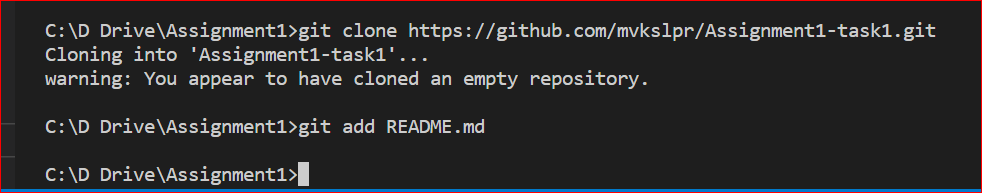 C:\D Drive\Assignment1>git clone https://github.com/mvkslpr/Assignment1-task1.git
Cloning into 'Assignment1-task1'...
warning: You appear to have cloned an empty repository.
C:\D Drive\Assignment1>git add README.md
C:\D Drive\Assignment1>